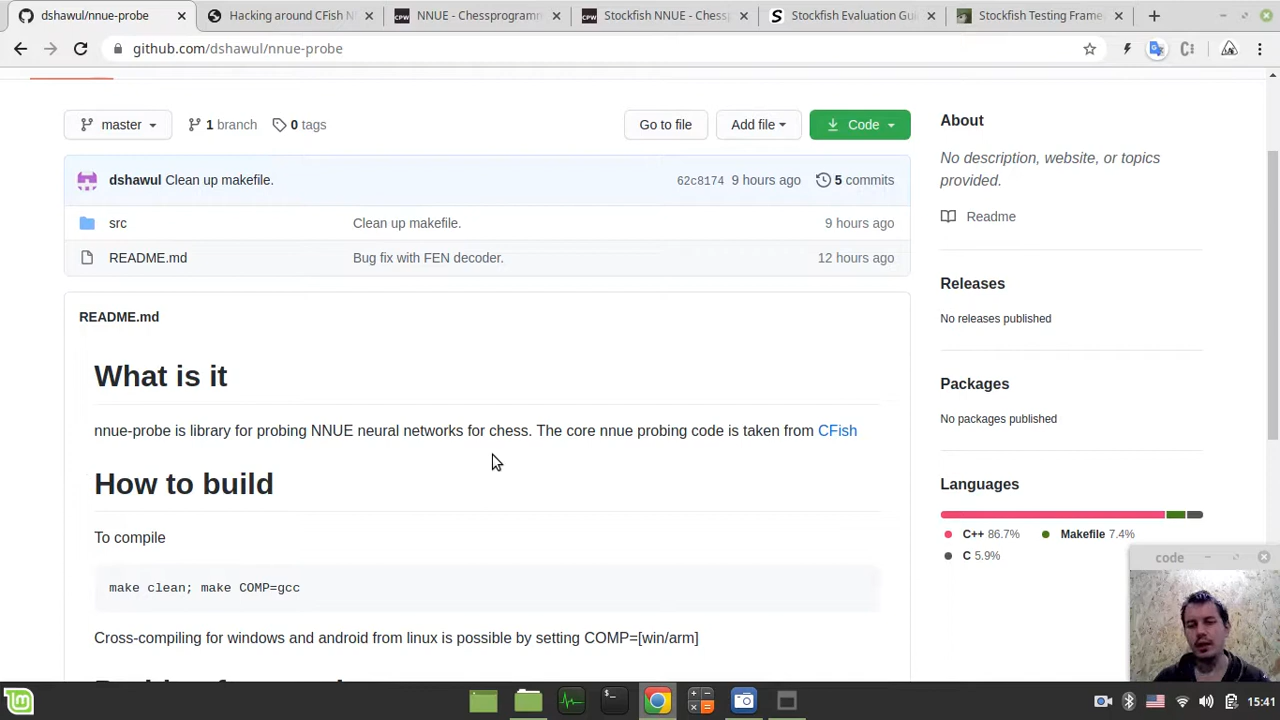 dshawul/nnue-probe
Hacking around CFish N
NNUE - Chessprogramm
Stockfish NNUE - Chessp
Stockfish Evaluation Gui
Stockfish Testing Frame
github.com/dshawul/nnue-probe
master
1 branch
0 tags
Go to file
Add file
Code
dshawul Clean up makefile.
62c8174 9 hours ago
5 commits
src
Clean up makefile.
9 hours ago
README.md
Bug fix with FEN decoder.
12 hours ago
README.md
What is it
nnue-probe is library for probing NNUE neural networks for chess. The core nnue probing code is taken from CFish
How to build
To compile
make clean; make COMP=gcc
Cross-compiling for windows and android from linux is possible by setting COMP=[win/arm]
About
No description, website, or topics
provided.
Readme
Releases
No releases published
Packages
No packages published
Languages
C++ 86.7%
Makefile 7.4%
C 5.9%
code
15:41